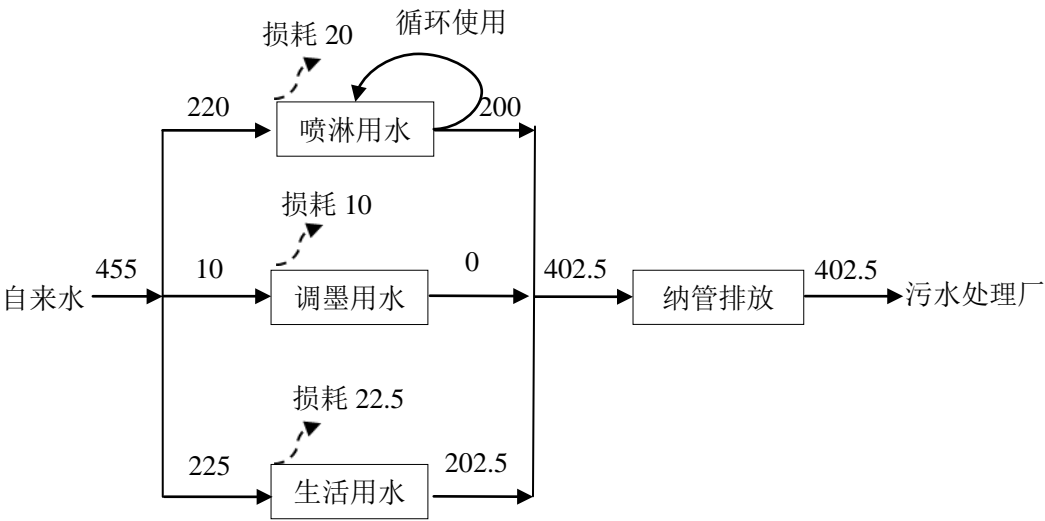 损耗 20
循环使用
220
喷淋用水
200
损耗 10
自来水
455
10
调墨用水
0
402.5
纳管排放
402.5
污水处理厂
损耗 22.5
225
生活用水
202.5